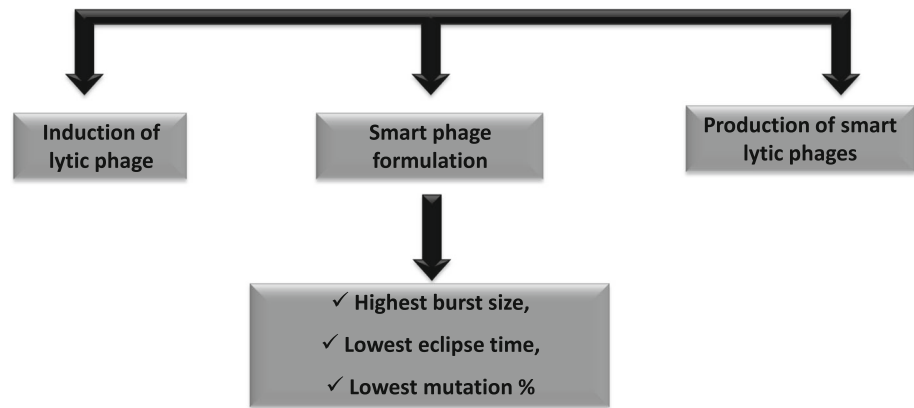 Induction of
lytic phage
Smart phage
formulation
Production of smart
lytic phages
✓ Highest burst size,
✓ Lowest eclipse time,
✓ Lowest mutation %